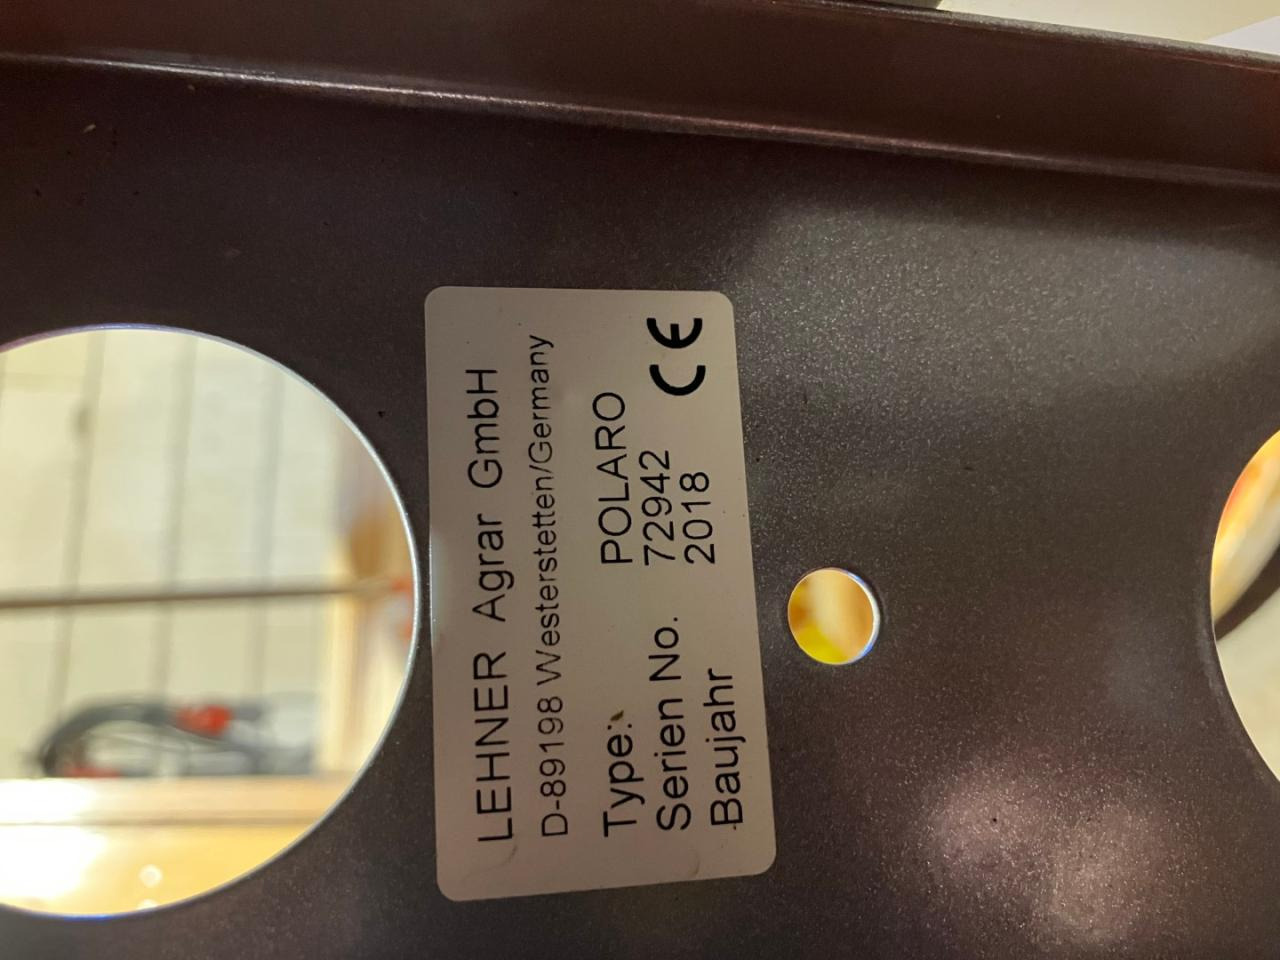 LEHNER Agrar GmbH
D-89198 Westerstetten/Germany
Type: POLARO
Serien No. 72942
Baujahr 2018 CE